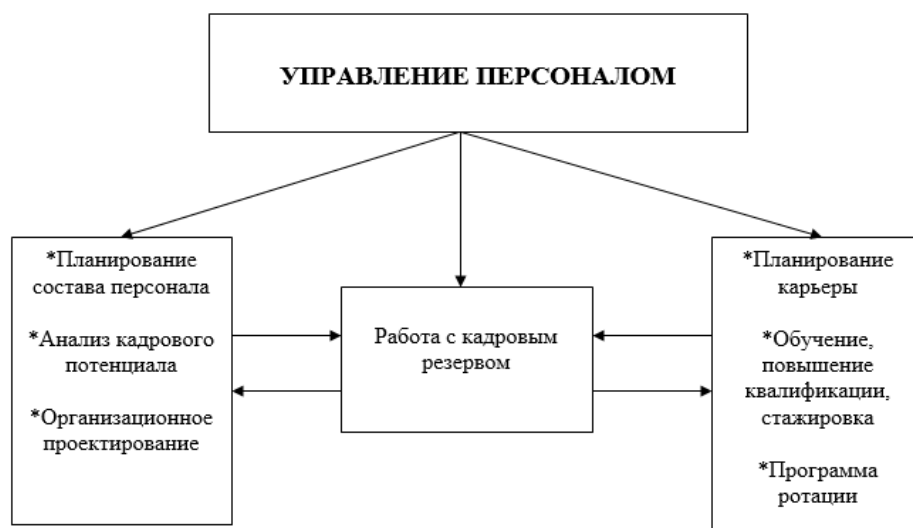 УПРАВЛЕНИЕ ПЕРСОНАЛОМ
*Планирование
состава персонала
*Анализ кадрового
потенциала
*Организационное
проектирование
Работа с кадровым
резервом
*Планирование
карьеры
*Обучение,
повышение
квалификации,
стажировка
*Программа
ротации